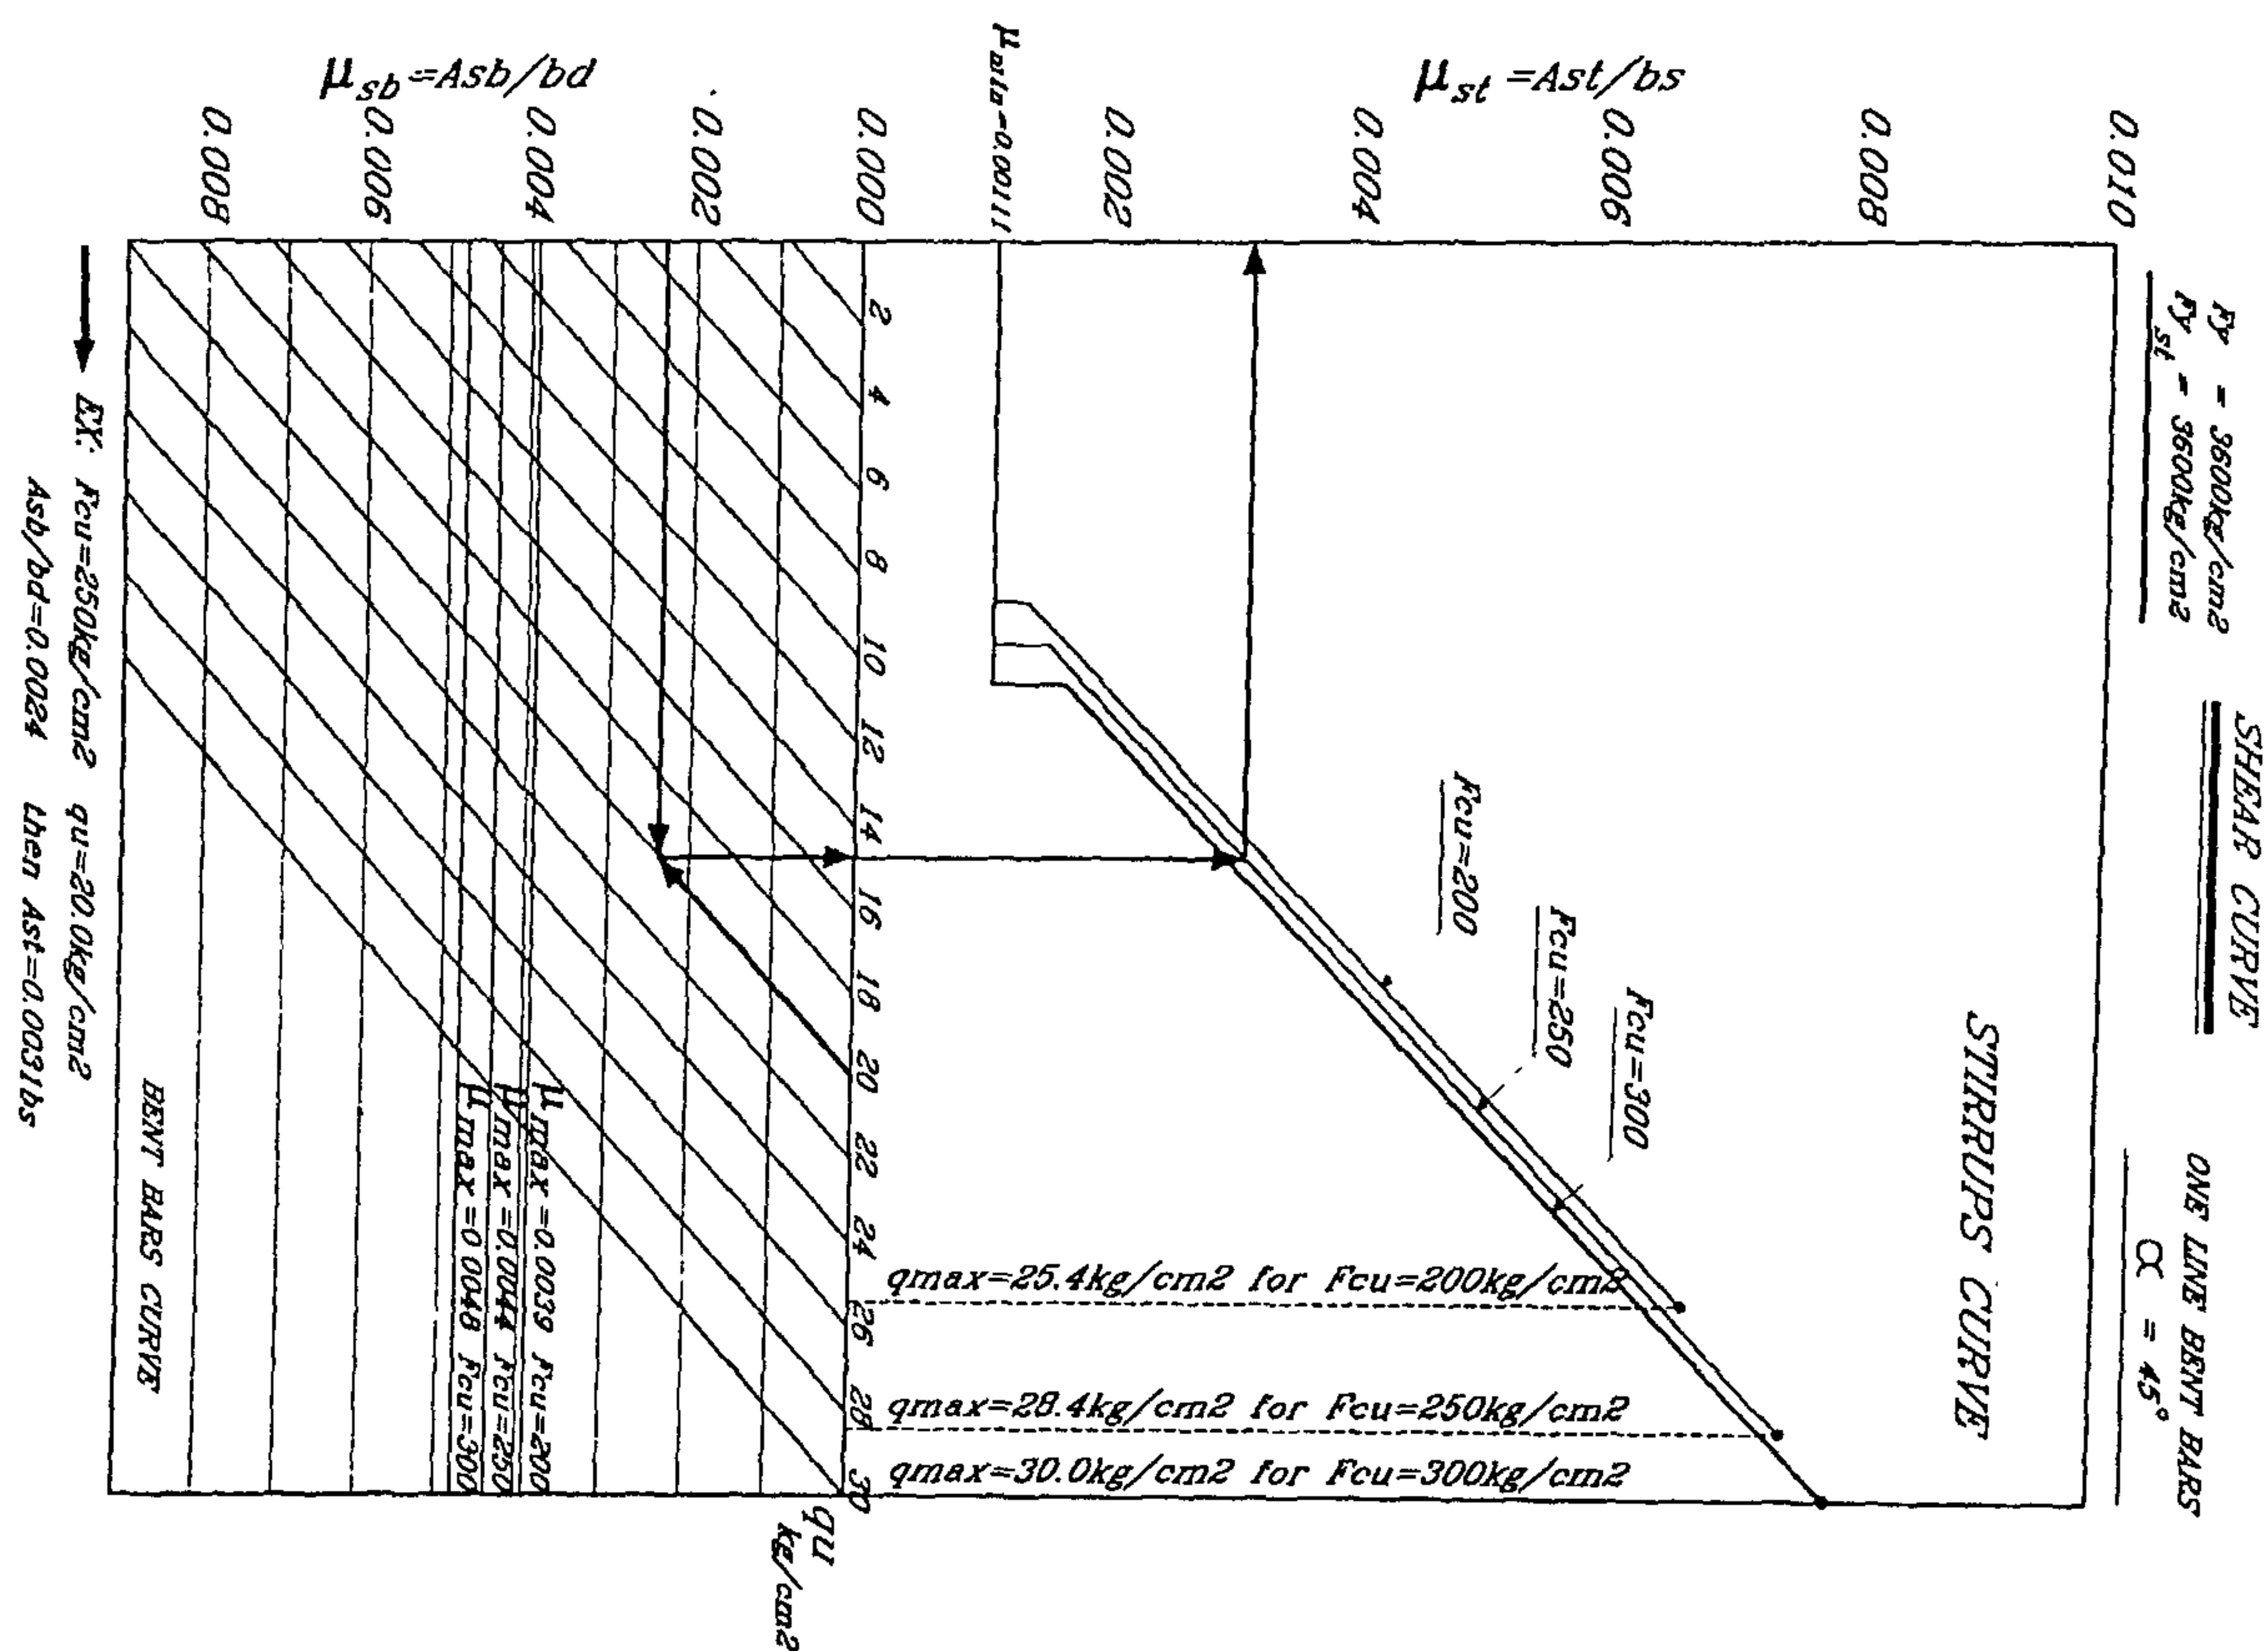 SHEAR CURVE
Fy = 3600kg/cm2
Fy st = 3600kg/cm2
ONE LINE BENT BARS
α = 45°
STIRRUPS CURVE
μst =Ast/bs
0.010
0.008
0.006
0.004
0.002
μmin=0.00111
Fcu=300
Fcu=250
Fcu=200
qmax=25.4kg/cm2 for Fcu=200kg/cm2
qmax=28.4kg/cm2 for Fcu=250kg/cm2
qmax=30.0kg/cm2 for Fcu=300kg/cm2
0.000
2 4 6 8 10 12 14 16 18 20 22 24 26 28 30
qu
kg/cm2
μsb =Asb/bd
0.002
0.004
0.006
0.008
μmax =0.0039 Fcu=200
μmax =0.0044 Fcu=250
μmax =0.0048 Fcu=300
BENT BARS CURVE
EX: Fcu=250kg/cm2 qu=20.0kg/cm2
Asb/bd=0.0024 then Ast=0.0031bs